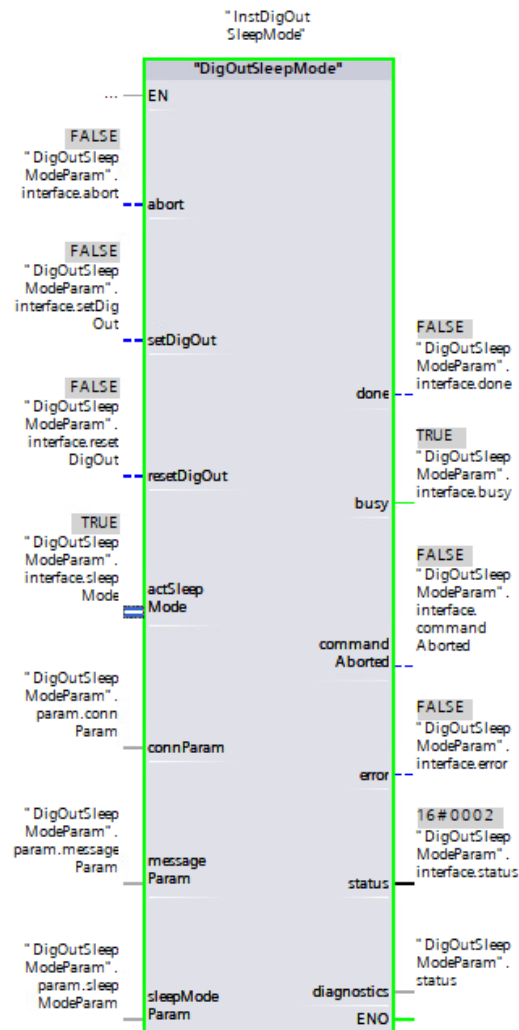 "InstDigOut
SleepMode"
"DigOutSleepMode"
...
EN
FALSE
"DigOutSleep
ModeParam".
interface.abort
abort
FALSE
"DigOutSleep
ModeParam".
interface.setDig
Out
setDigOut
FALSE
"DigOutSleep
ModeParam".
interface.reset
DigOut
resetDigOut
TRUE
"DigOutSleep
ModeParam".
interface.sleep
Mode
actSleep
Mode
"DigOutSleep
ModeParam".
param.conn
Param
connParam
"DigOutSleep
ModeParam".
param.message
Param
message
Param
"DigOutSleep
ModeParam".
param.sleep
ModeParam
sleepMode
Param
done
FALSE
"DigOutSleep
ModeParam".
interface.done
busy
TRUE
"DigOutSleep
ModeParam".
interface.busy
command
Aborted
FALSE
"DigOutSleep
ModeParam".
interface.
command
Aborted
error
FALSE
"DigOutSleep
ModeParam".
interface.error
status
16#0002
"DigOutSleep
ModeParam".
interface.status
diagnostics
"DigOutSleep
ModeParam".
status
ENO